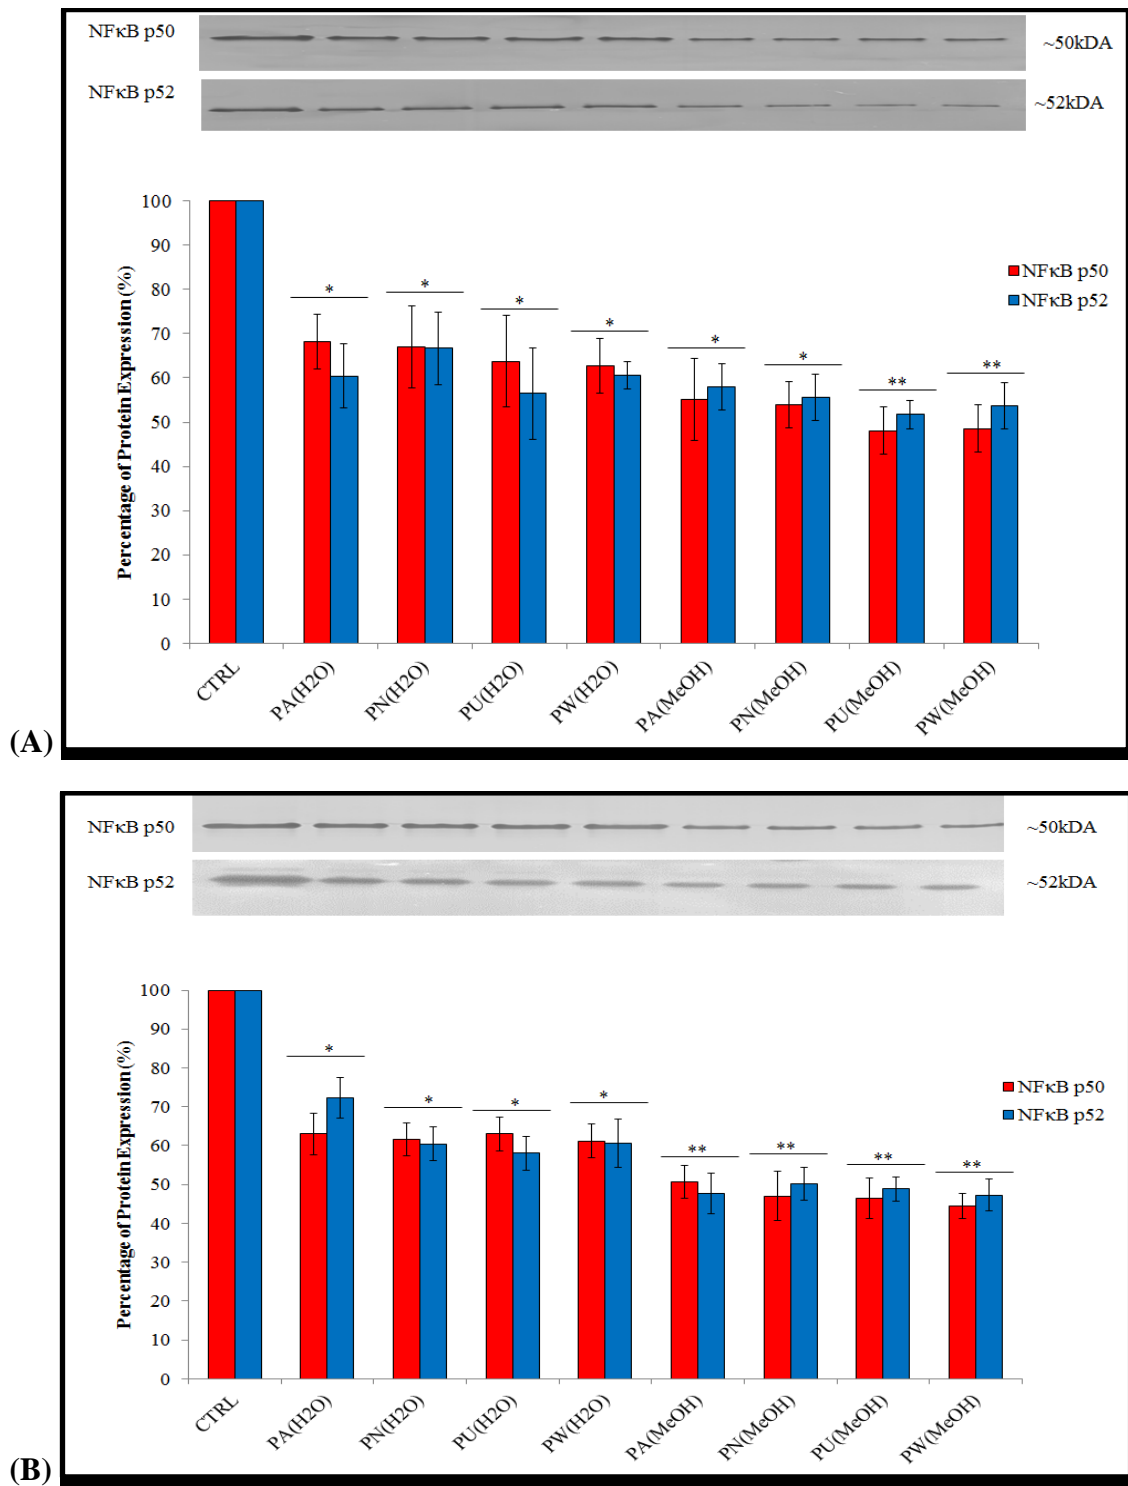 NFκB p50
~50kDA
NFκB p52
~52kDA
100
90
80
70
60
50
40
30
20
10
0
Percentage of Protein Expression (%)
*
*
*
*
*
*
**
**
NFκB p50
NFκB p52
CTRL
PA(H2O)
PN(H2O)
PU(H2O)
PW(H2O)
PA(MeOH)
PN(MeOH)
PU(MeOH)
PW(MeOH)
(A)
NFκB p50
~50kDA
NFκB p52
~52kDA
100
90
80
70
60
50
40
30
20
10
0
Percentage of Protein Expression (%)
*
*
*
*
**
**
**
**
NFκB p50
NFκB p52
CTRL
PA(H2O)
PN(H2O)
PU(H2O)
PW(H2O)
PA(MeOH)
PN(MeOH)
PU(MeOH)
PW(MeOH)
(B)